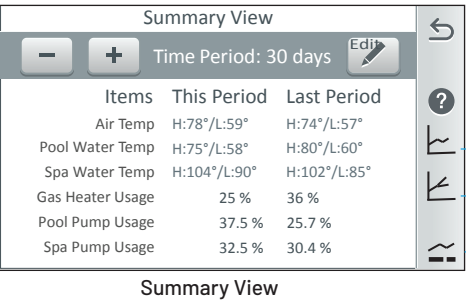 Summary View
− + Time Period: 30 days Edit
Items This Period Last Period
Air Temp H:78°/L:59° H:74°/L:57°
Pool Water Temp H:75°/L:58° H:80°/L:60°
Spa Water Temp H:104°/L:90° H:102°/L:85°
Gas Heater Usage 25 % 36 %
Pool Pump Usage 37.5 % 25.7 %
Spa Pump Usage 32.5 % 30.4 %
?
Summary View